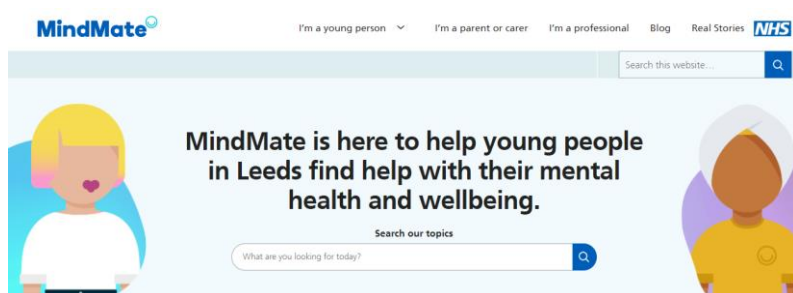 MindMate
I'm a young person
I'm a parent or carer
I'm a professional
Blog
Real Stories
NHS
Search this website...
MindMate is here to help young people
in Leeds find help with their mental
health and wellbeing.
Search our topics
What are you looking for today?